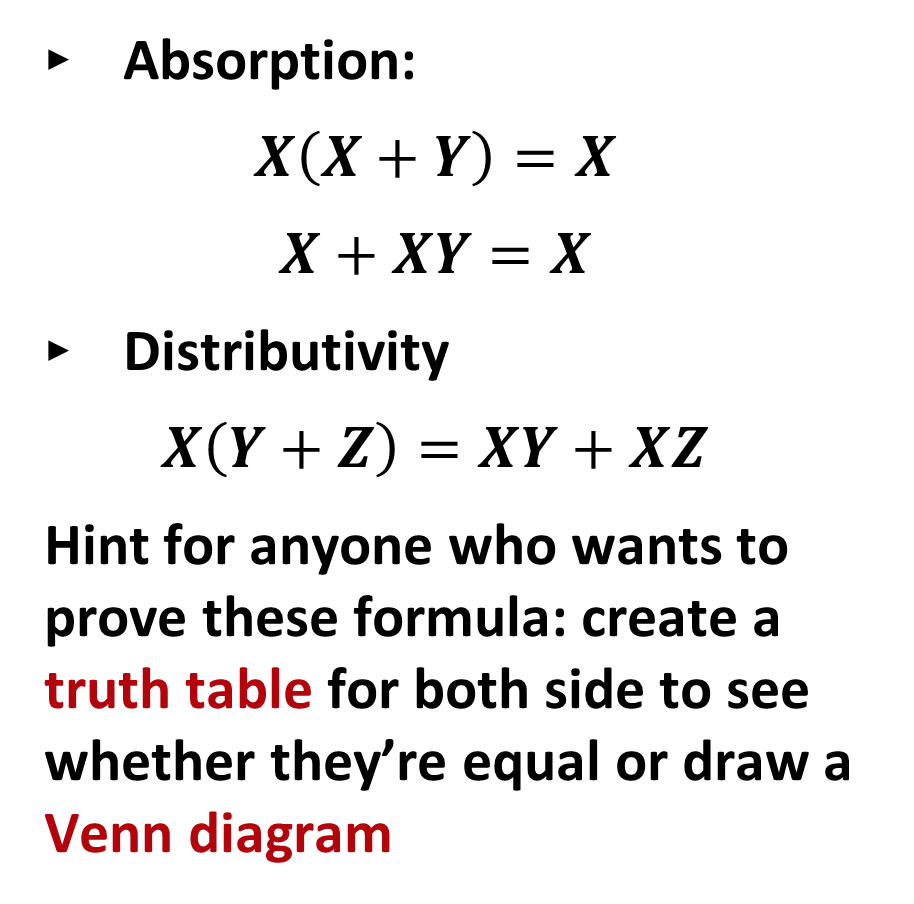 ▸ Absorption:
X(X + Y) = X
X + XY = X
▸ Distributivity
X(Y + Z) = XY + XZ
Hint for anyone who wants to
prove these formula: create a
truth table for both side to see
whether they’re equal or draw a
Venn diagram